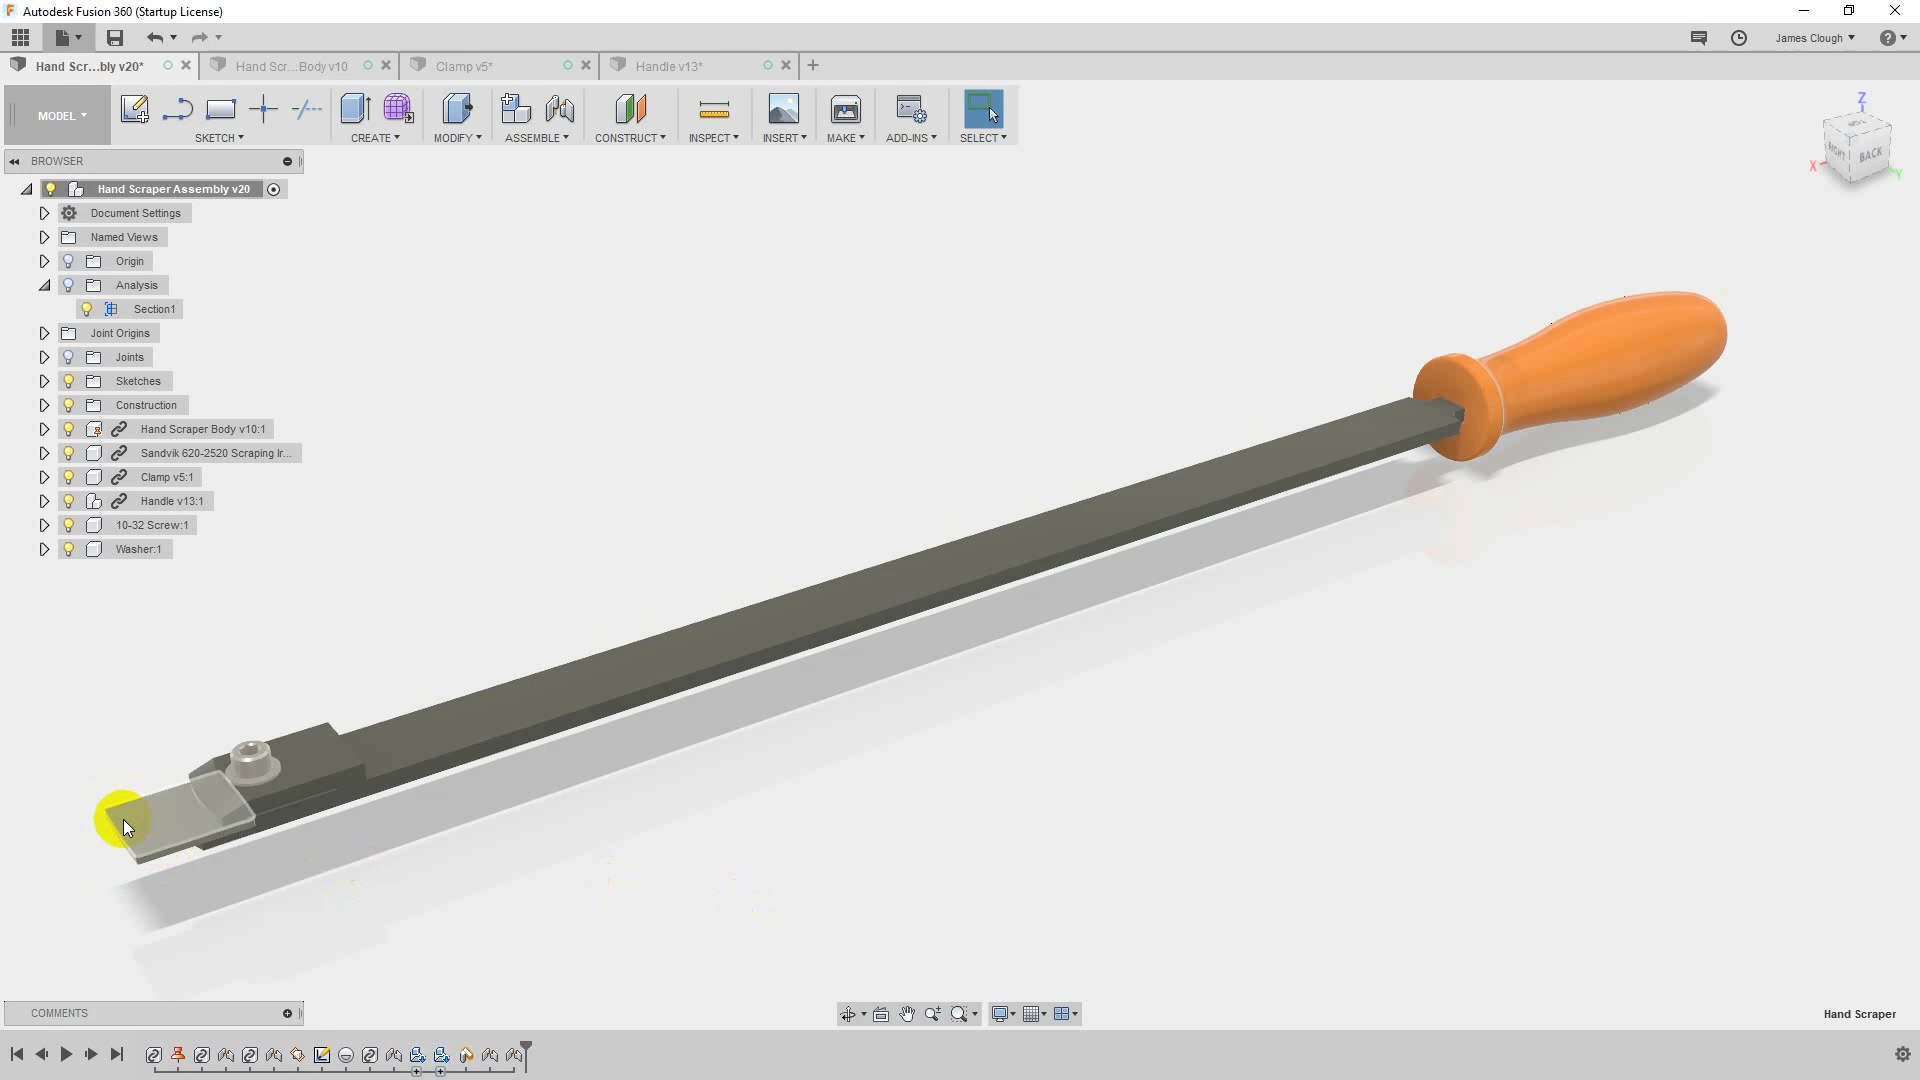 Autodesk Fusion 360 (Startup License)
James Clough
Hand Scr...bly v20*
Hand Scr...Body v10
Clamp v5*
Handle v13*
MODEL
SKETCH
CREATE
MODIFY
ASSEMBLE
CONSTRUCT
INSPECT
INSERT
MAKE
ADD-INS
SELECT
Z
TOP
RIGHT
BACK
X
Y
BROWSER
Hand Scraper Assembly v20
Document Settings
Named Views
Origin
Analysis
Section1
Joint Origins
Joints
Sketches
Construction
Hand Scraper Body v10:1
Sandvik 620-2520 Scraping Ir...
Clamp v5:1
Handle v13:1
10-32 Screw:1
Washer:1
COMMENTS
Hand Scraper